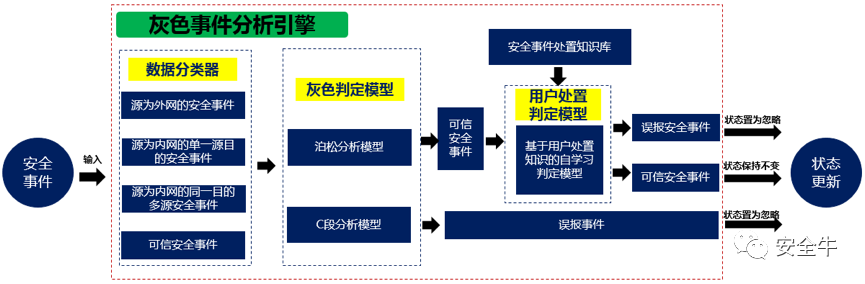 灰色事件分析引擎
安全事件处置知识库
数据分类器
灰色判定模型
用户处置
判定模型
源为外网的安全事件
源为内网的单一源目
的安全事件
源为内网的同一目的
多源安全事件
可信安全事件
安全
事件
输入
泊松分析模型
C段分析模型
可信
安全
事件
基于用户处置
知识的自学习
判定模型
误报安全事件
可信安全事件
误报事件
状态置为忽略
状态保持不变
状态置为忽略
状态
更新
安全牛